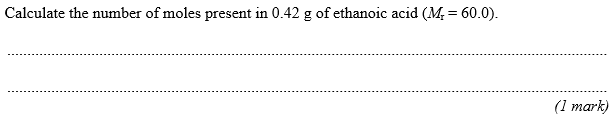 Calculate the number of moles present in 0.42 g of ethanoic acid (Mr = 60.0).
(1 mark)